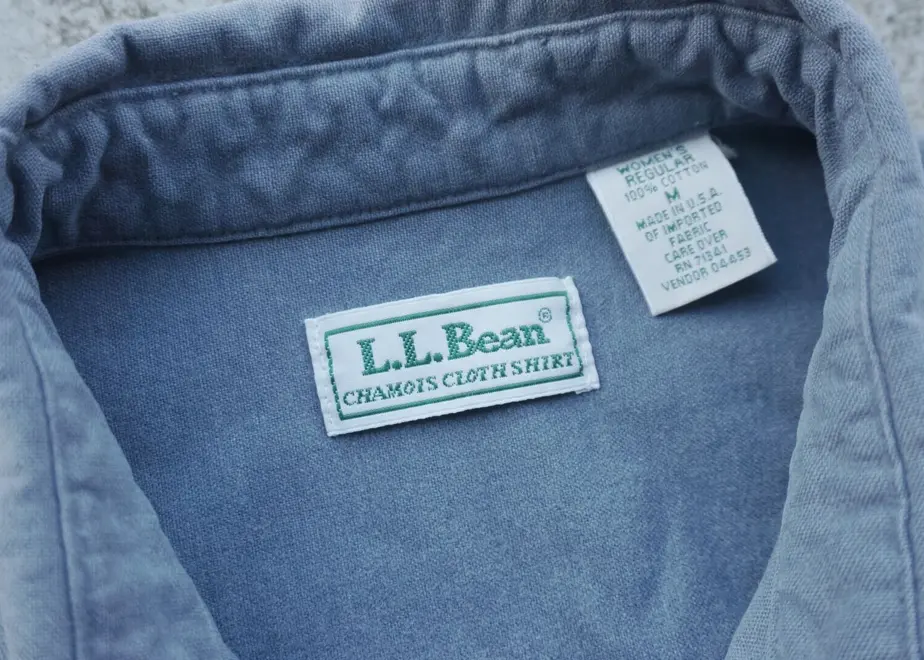 L.L.Bean®
CHAMOIS CLOTH SHIRT
WOMEN'S
REGULAR
100% COTTON
M
MADE IN U.S.A.
OF IMPORTED
FABRIC
CARE OVER
RN 71341
VENDOR 04453